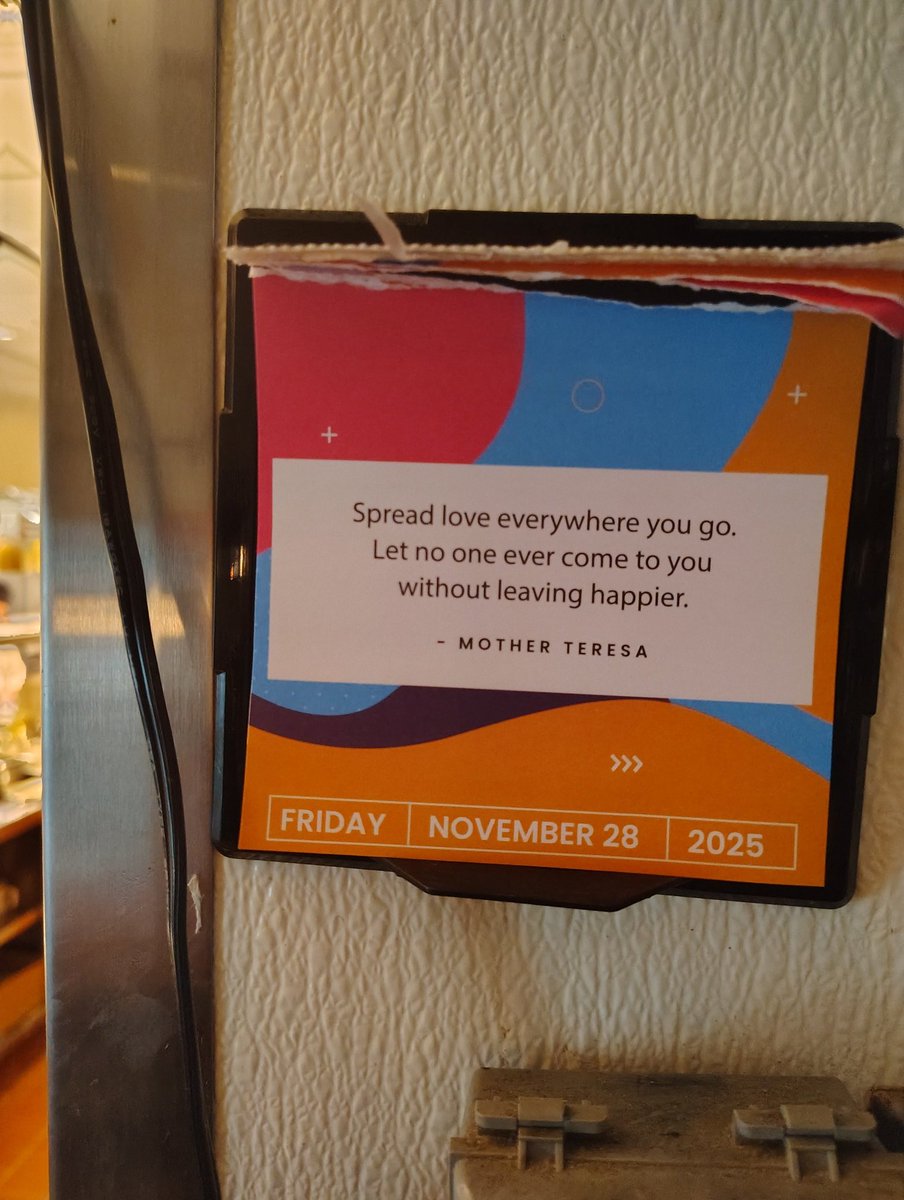 Spread love everywhere you go.
Let no one ever come to you
without leaving happier.
- MOTHER TERESA
FRIDAY NOVEMBER 28 2025